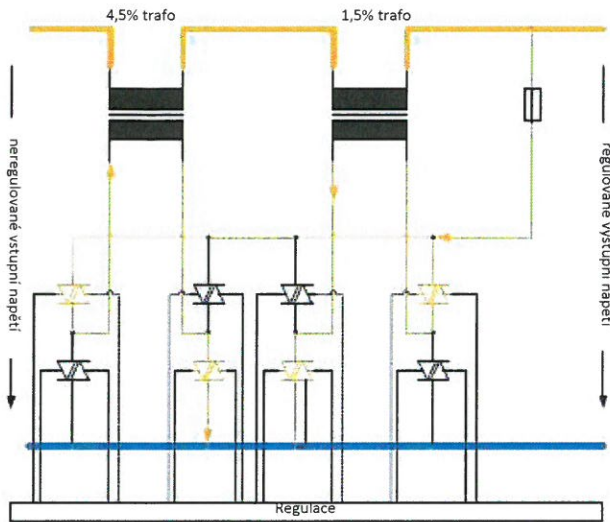 4,5% trafo
1,5% trafo
neregulované vstupní napětí
regulované výstupní napětí
Regulace